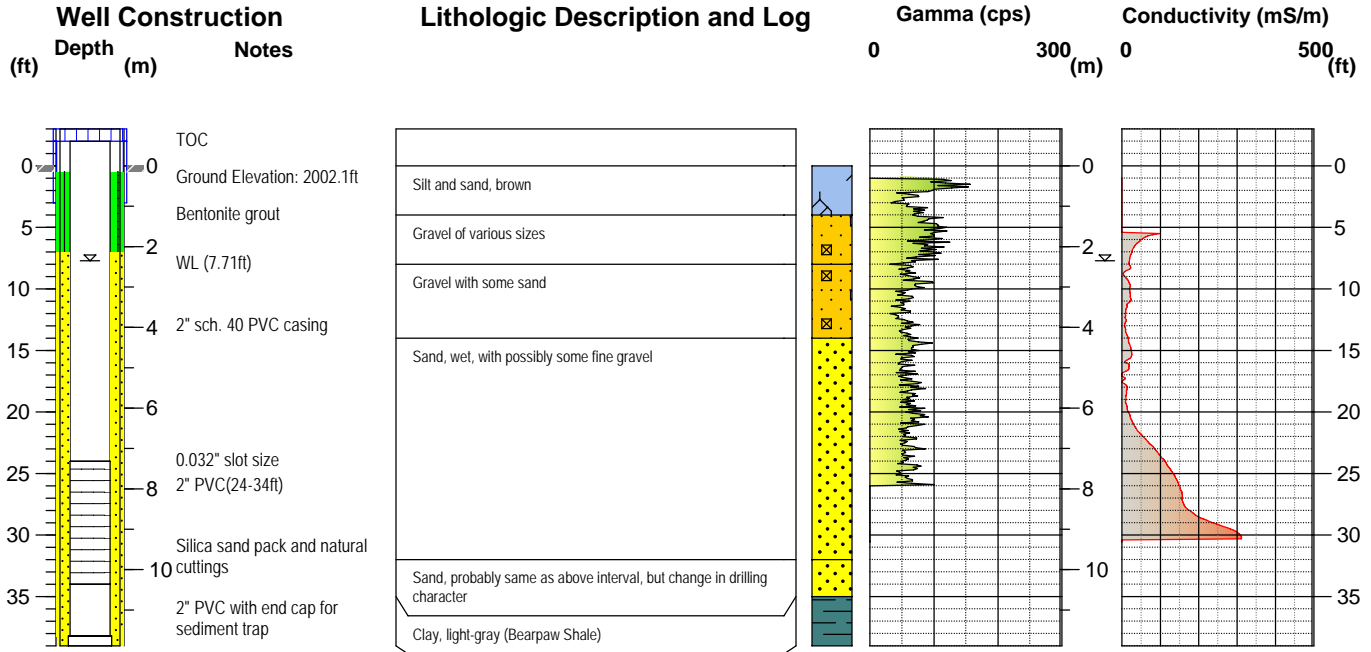 Well Construction
Lithologic Description and Log
Gamma (cps)
Conductivity (mS/m)
Depth
Notes
(ft)
(m)
0
300
(m)
0
500
(ft)
TOC
Ground Elevation: 2002.1ft
Bentonite grout
WL (7.71ft)
2" sch. 40 PVC casing
0.032" slot size
2" PVC(24-34ft)
Silica sand pack and natural
cuttings
2" PVC with end cap for
sediment trap
0
5
10
15
20
25
30
35
0
2
4
6
8
10
Silt and sand, brown
Gravel of various sizes
Gravel with some sand
Sand, wet, with possibly some fine gravel
Sand, probably same as above interval, but change in drilling
character
Clay, light-gray (Bearpaw Shale)
0
2
4
6
8
10
0
5
10
15
20
25
30
35